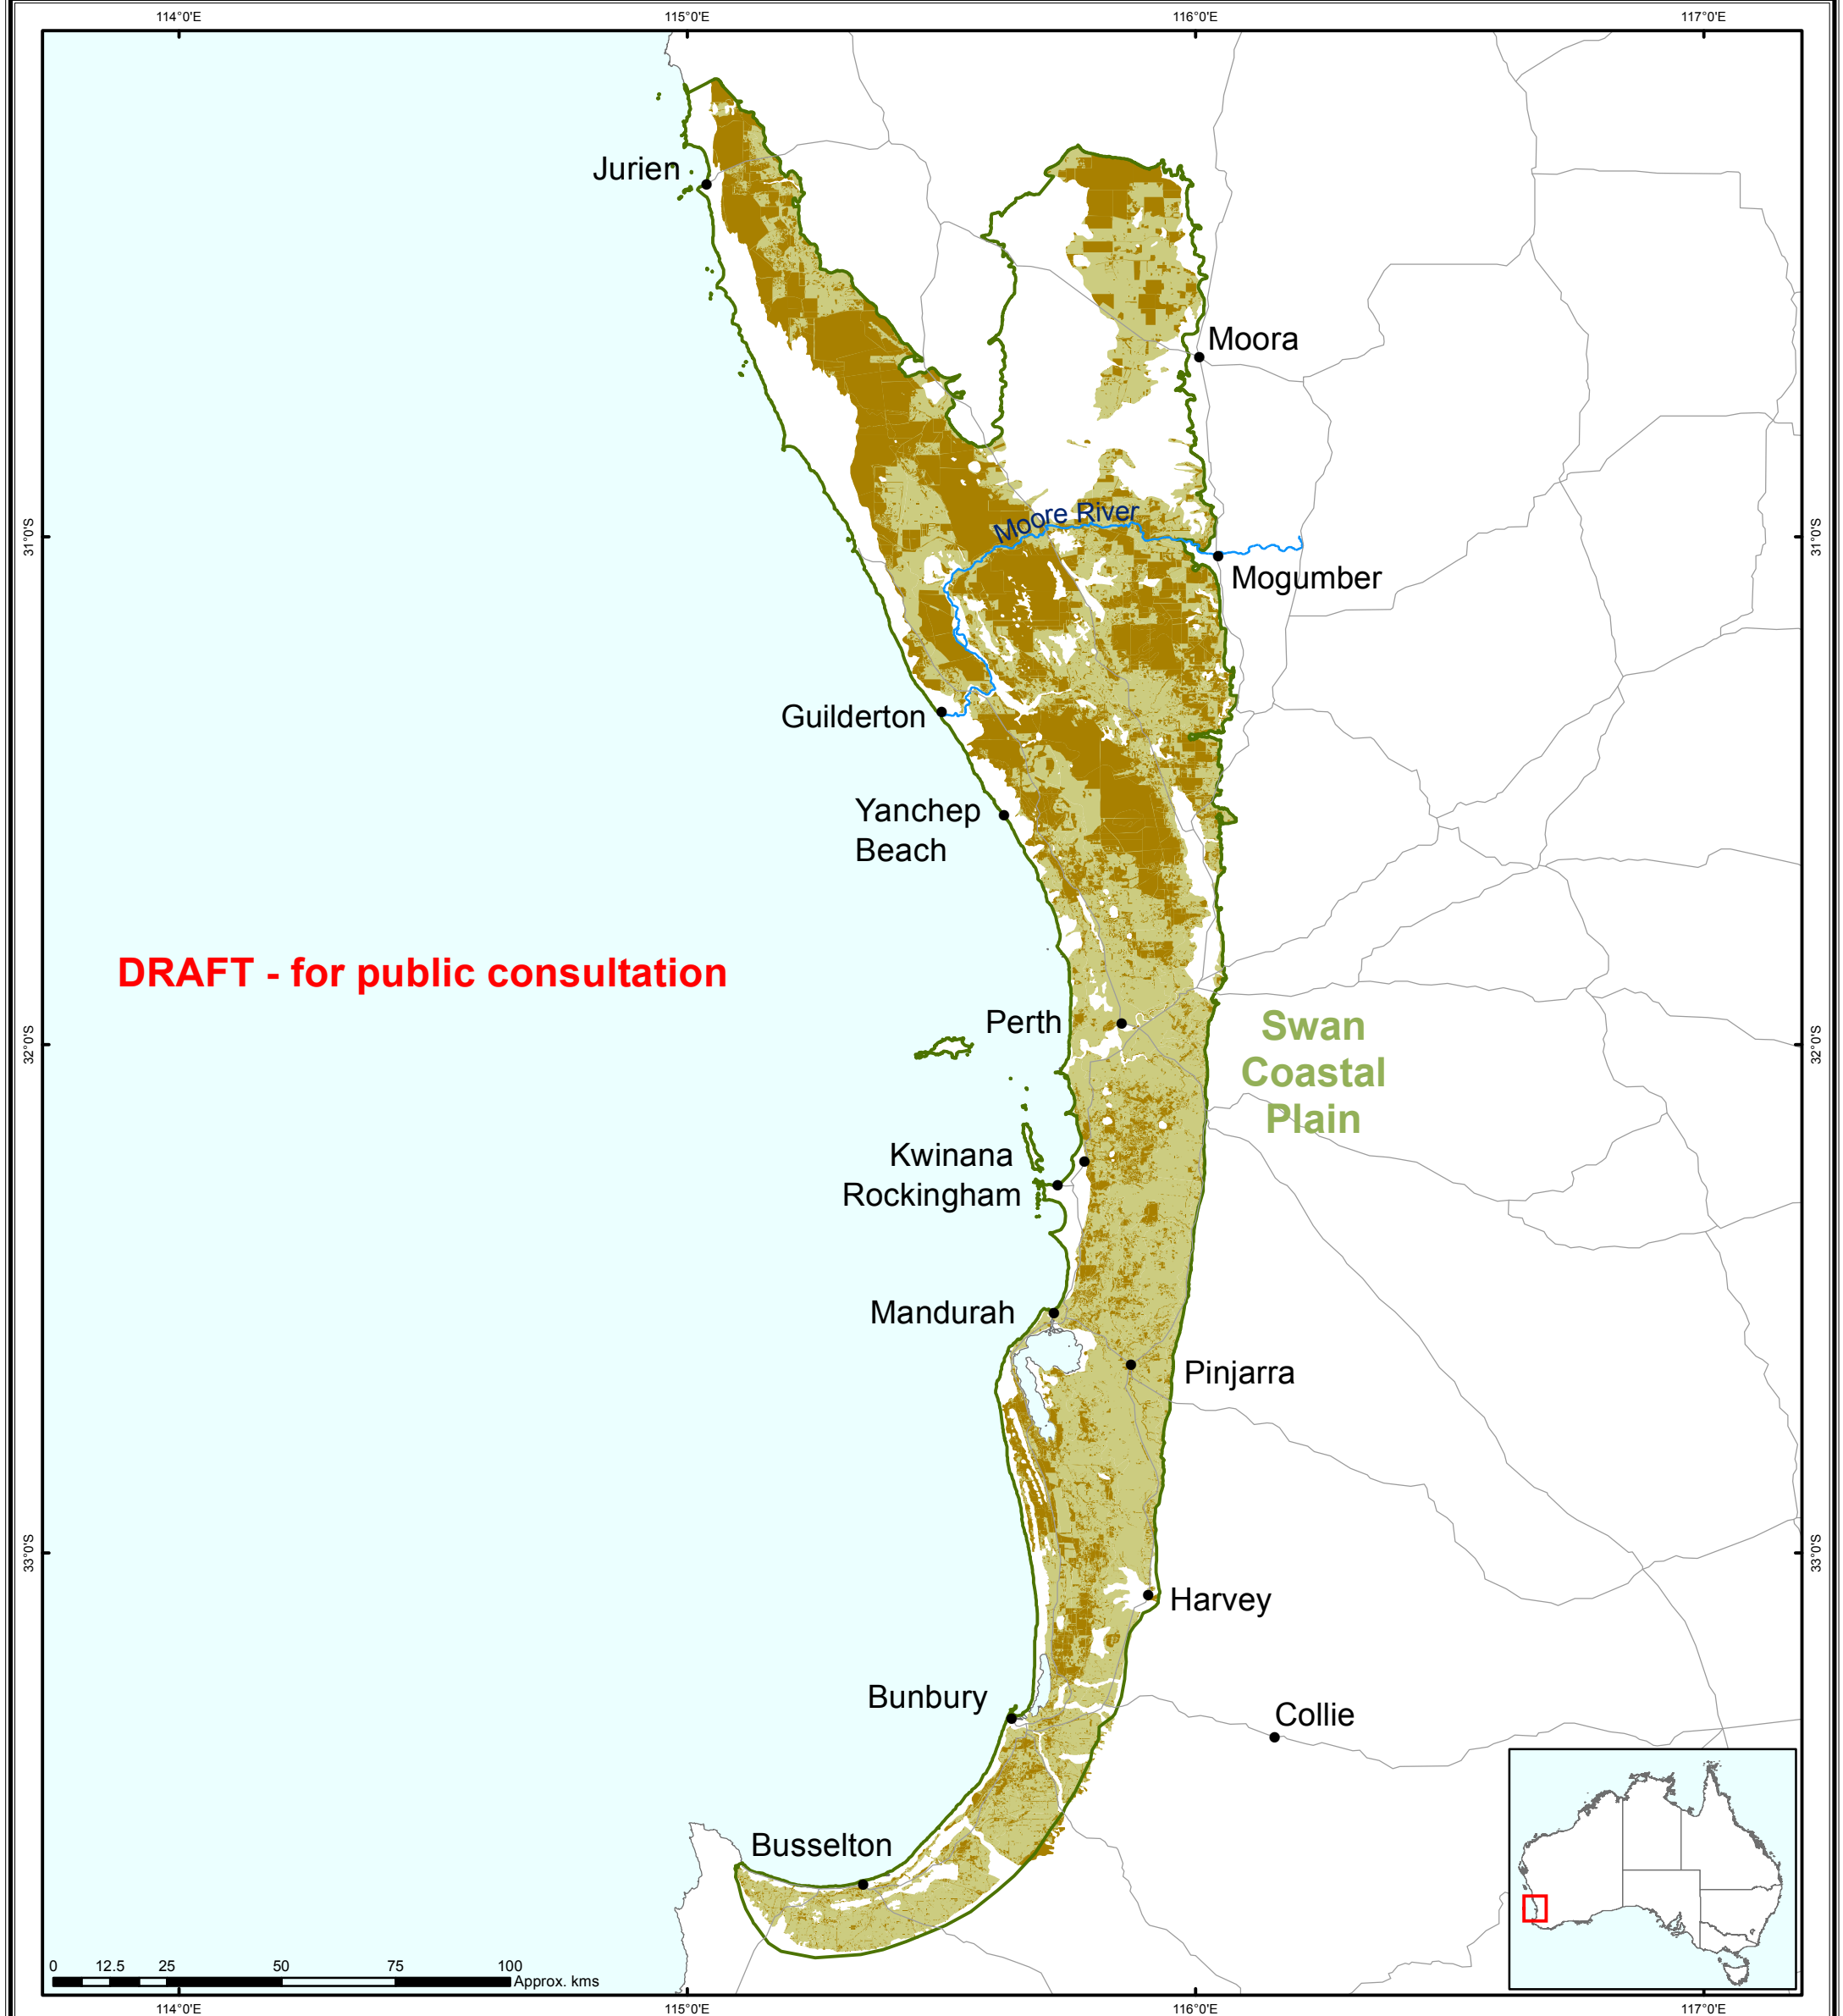 114°0'E
115°0'E
116°0'E
117°0'E
Jurien
Moora
31°0'S
Moore River
31°0'S
Mogumber
Guilderton
Yanchep
Beach
DRAFT - for public consultation
Perth
Swan
Coastal
Plain
32°0'S
32°0'S
Kwinana
Rockingham
Mandurah
Pinjarra
33°0'S
33°0'S
Harvey
Bunbury
Collie
Busselton
0 12.5 25 50 75 100
Approx. kms
114°0'E
115°0'E
116°0'E
117°0'E